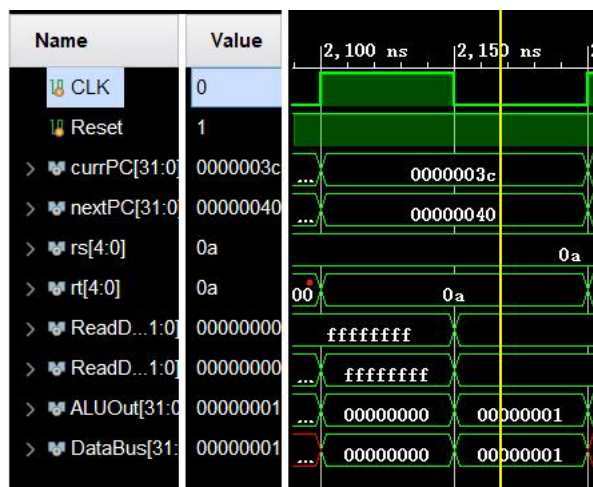 Name Value 2,100 ns 2,150 ns
CLK 0
Reset 1
currPC[31:0] 0000003c ... 0000003c
nextPC[31:0 00000040 ... 00000040
rs[4:0] 0a 0a
rt[4:0] 0a 00 0a
ReadD...1:0] 00000000 ffffffff
ReadD...1:0] 00000000 ... ffffffff
ALUOut[31:0 00000001 ... 00000000 00000001
DataBus[31: 00000001 ... 00000000 00000001